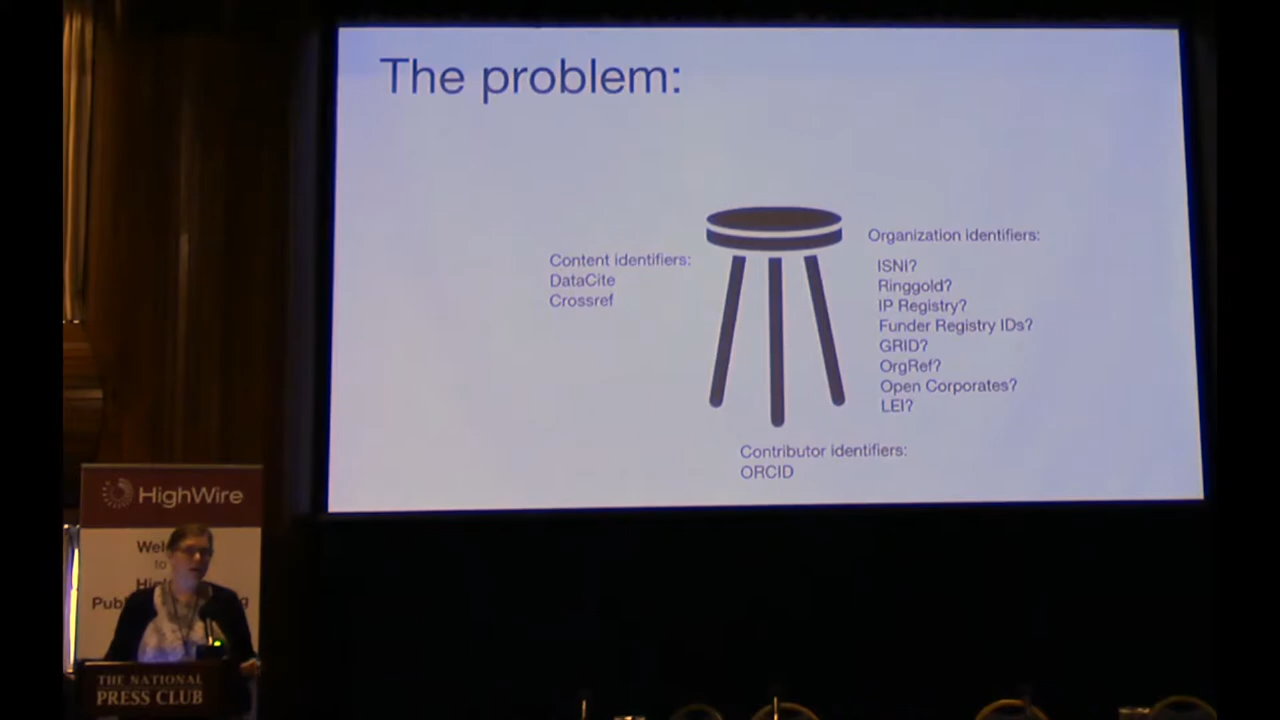 The problem:
Content identifiers:
DataCite
Crossref
Organization identifiers:
ISNI?
Ringgold?
IP Registry?
Funder Registry IDs?
GRID?
OrgRef?
Open Corporates?
LEI?
Contributor identifiers:
ORCID
HighWire
to
THE NATIONAL
PRESS CLUB